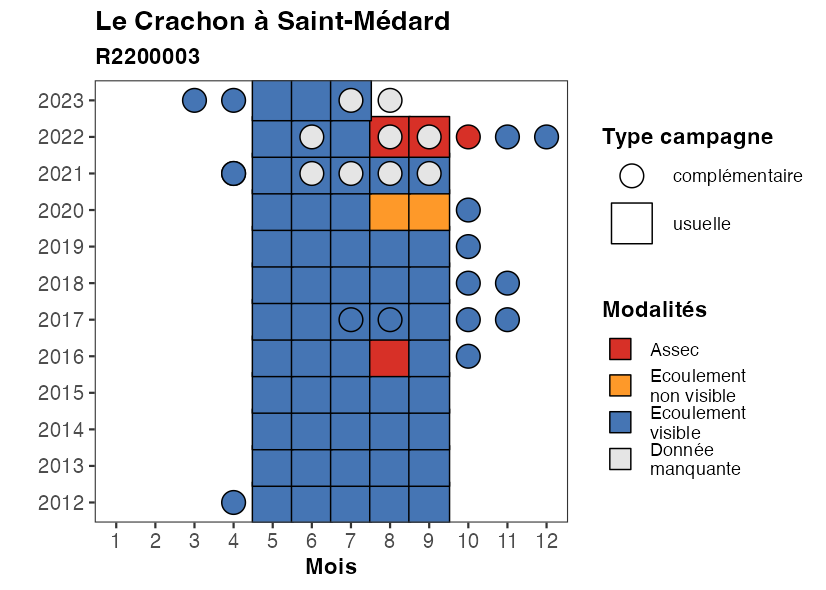 Le Crachon à Saint-Médard
R2200003
2023
2022
2021
2020
2019
2018
2017
2016
2015
2014
2013
2012
1 2 3 4 5 6 7 8 9 10 11 12
Mois
Type campagne
complémentaire
usuelle
Modalités
Assec
Ecoulement
non visible
Ecoulement
visible
Donnée
manquante